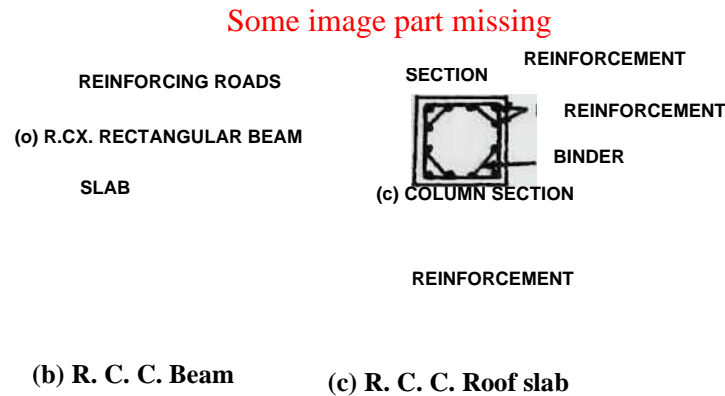 Some image part missing
REINFORCING ROADS
(o) R.CX. RECTANGULAR BEAM
SLAB
SECTION
REINFORCEMENT
REINFORCEMENT
BINDER
(c) COLUMN SECTION
REINFORCEMENT
(b) R. C. C. Beam
(c) R. C. C. Roof slab